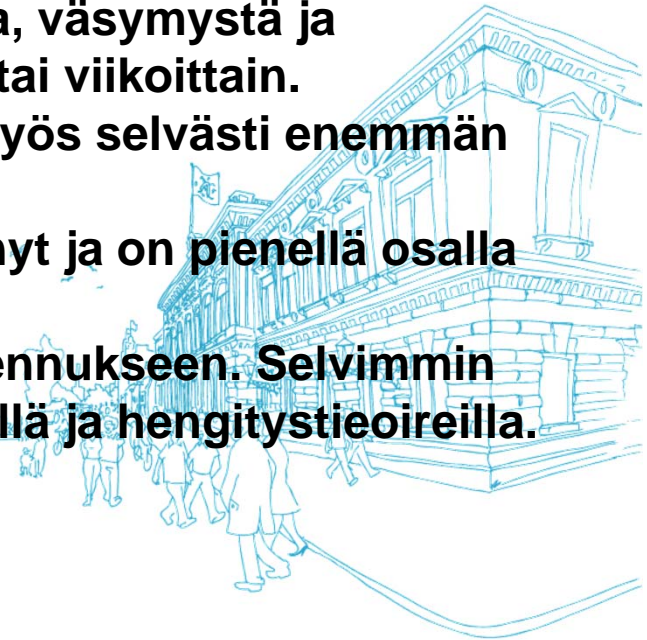 a, väsymystä ja
tai viikoittain.
yös selvästi enemmän
nyt ja on pienellä osalla
ennukseen. Selvimmin
llä ja hengitystieoireilla.